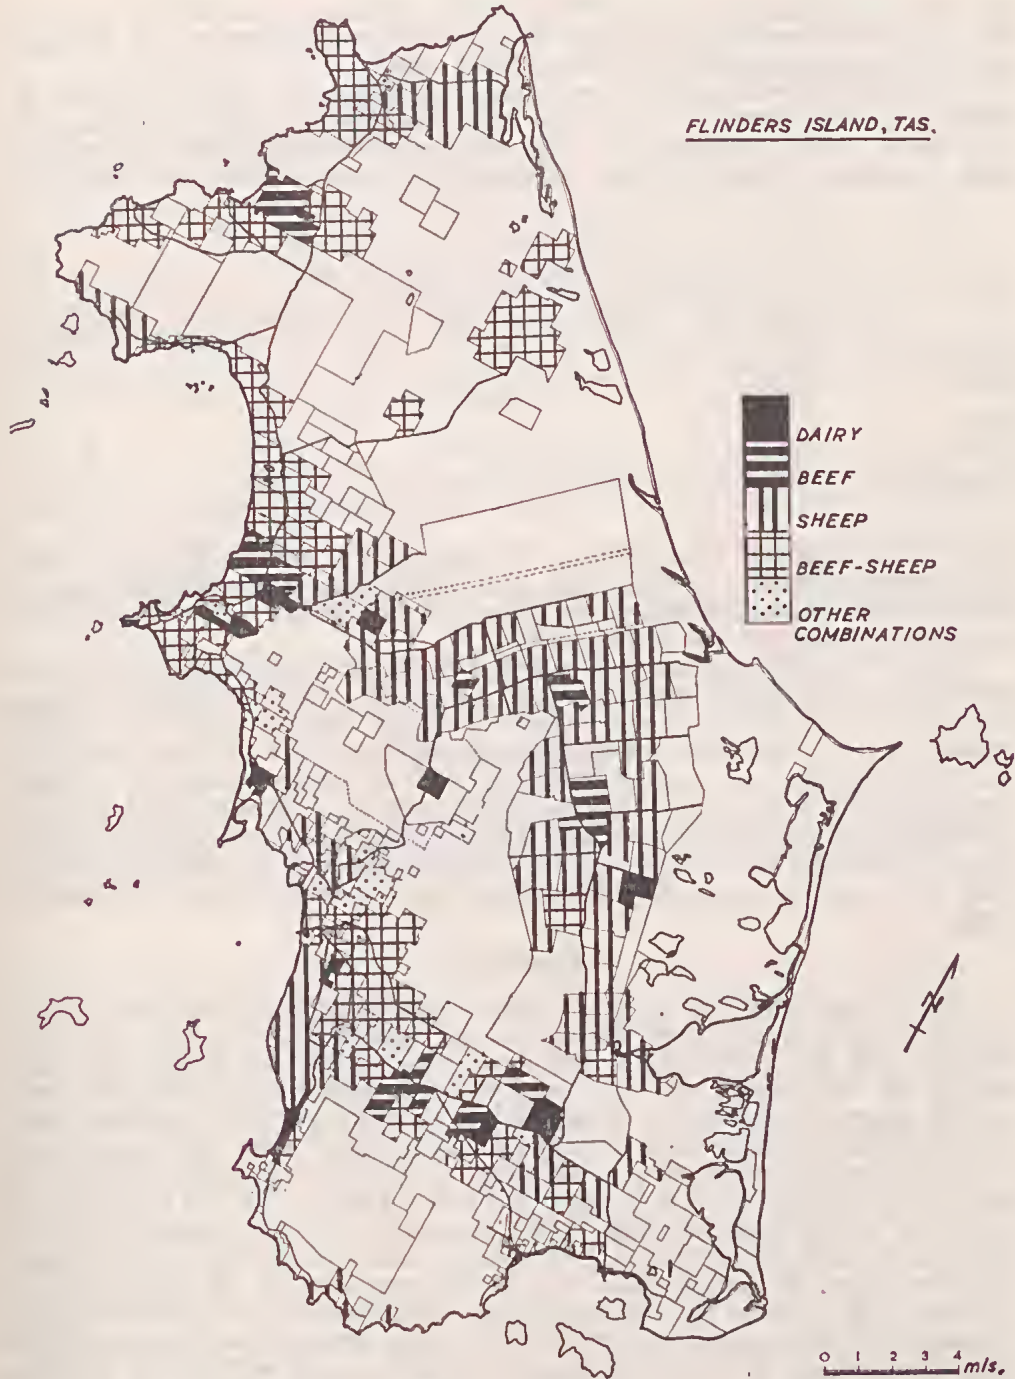 FLINDERS ISLAND, TAS.
DAIRY
BEEF
SHEEP
BEEF-SHEEP
OTHER
COMBINATIONS
N
0 1 2 3 4 mls.